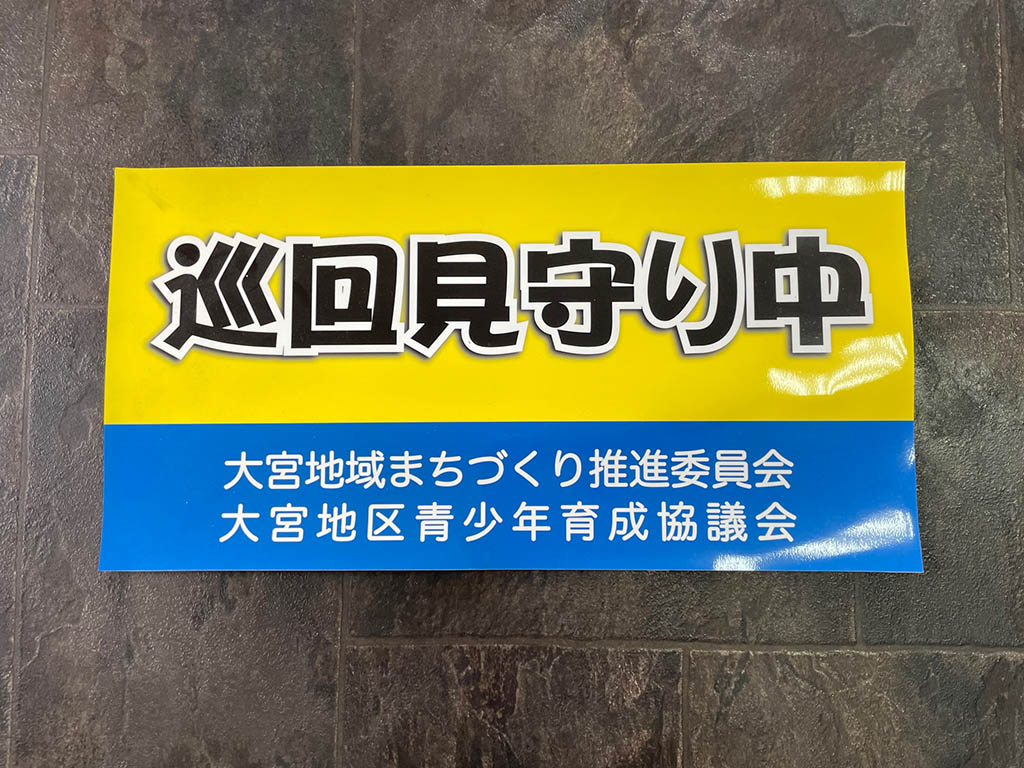 巡回見守り中
大宮地域まちづくり推進委員会
大宮地区青少年育成協議会